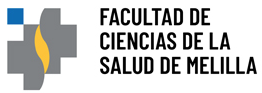 FACULTAD DE
CIENCIAS DE LA
SALUD DE MELILLA